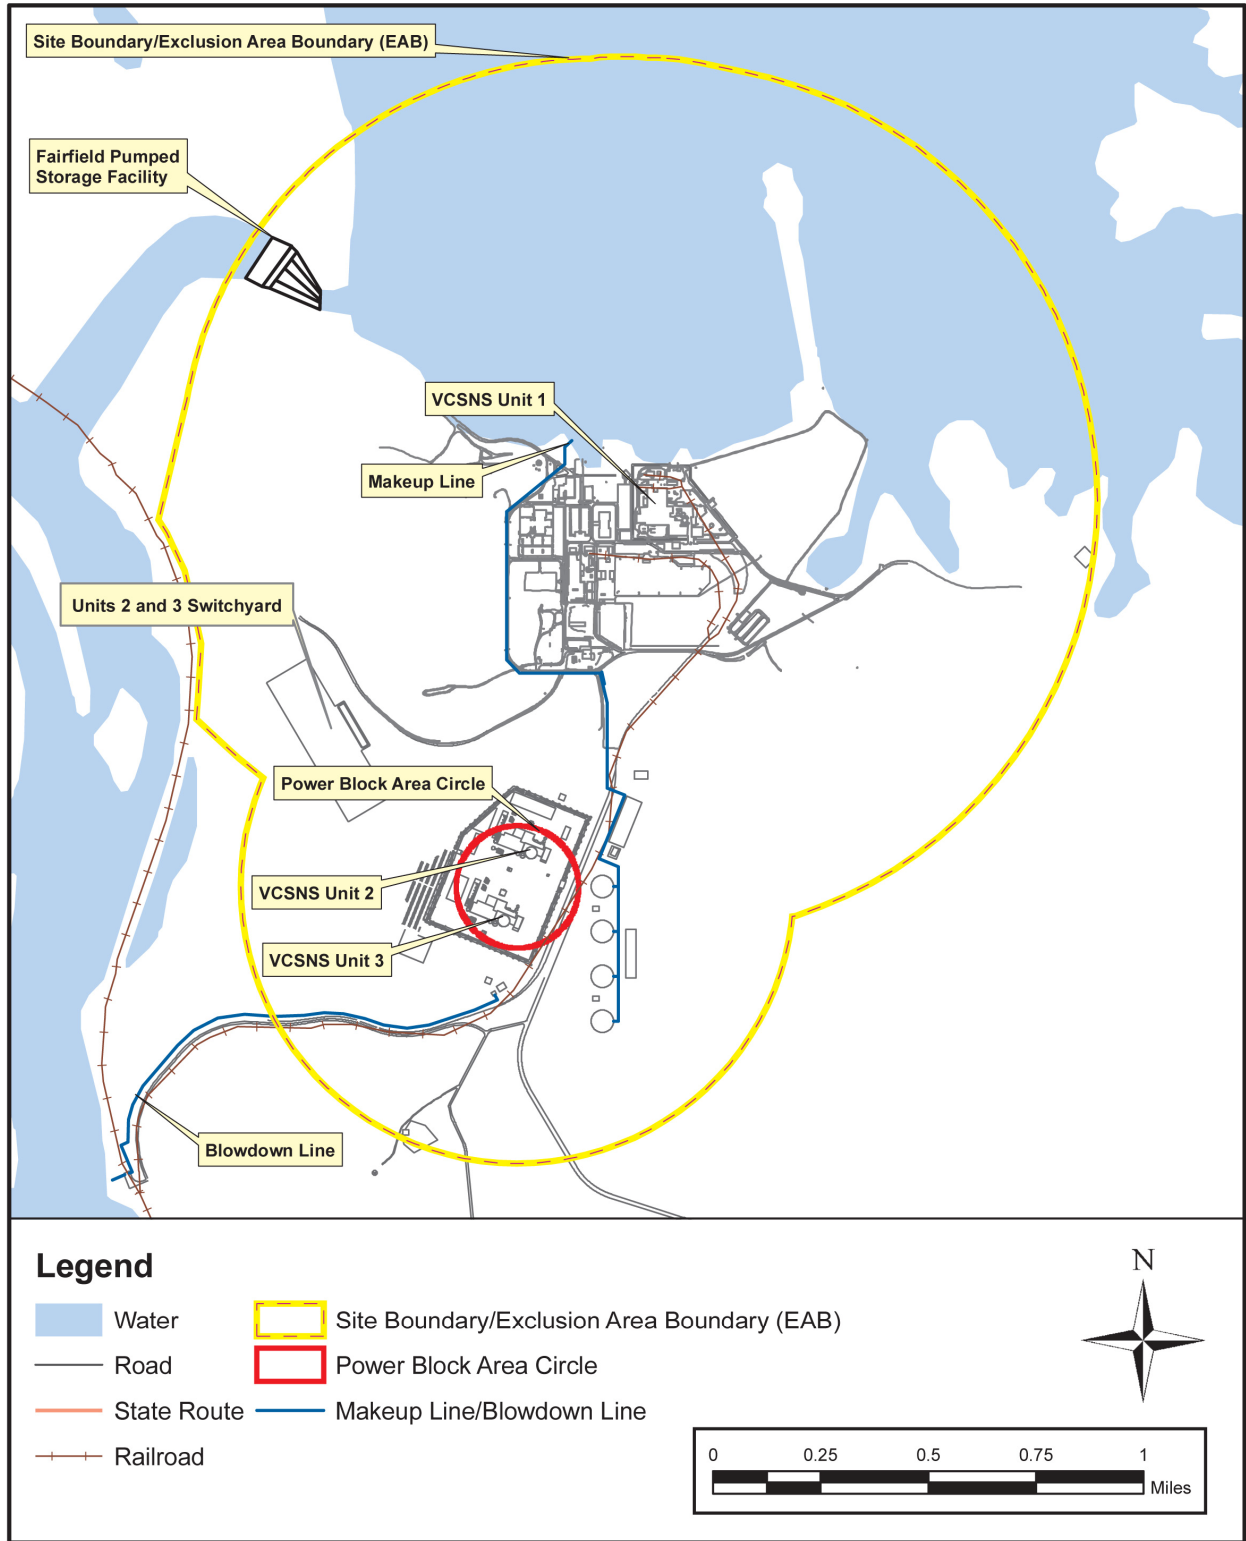 Site Boundary/Exclusion Area Boundary (EAB)
Fairfield Pumped
Storage Facility
VCSNS Unit 1
Makeup Line
Units 2 and 3 Switchyard
Power Block Area Circle
VCSNS Unit 2
VCSNS Unit 3
Blowdown Line
Legend
Water
Road
State Route
Railroad
Site Boundary/Exclusion Area Boundary (EAB)
Power Block Area Circle
Makeup Line/Blowdown Line
N
0 0.25 0.5 0.75 1
Miles